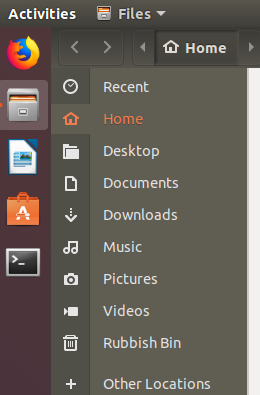 Activities Files
Home
Recent
Home
Desktop
Documents
Downloads
Music
Pictures
Videos
Rubbish Bin
Other Locations